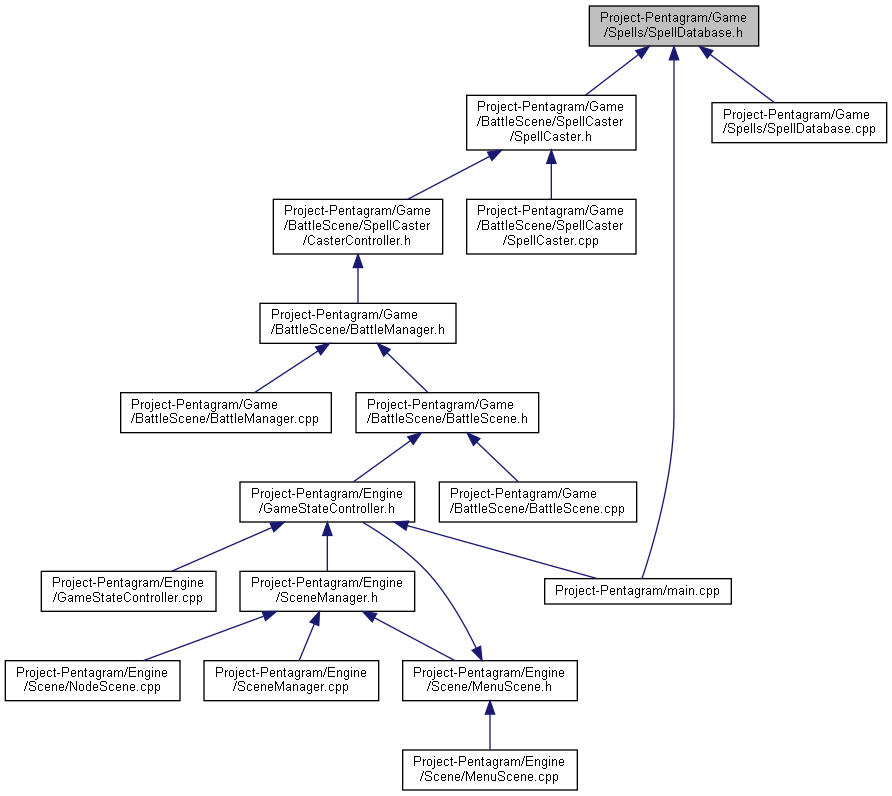 Project-Pentagram/Game
/Spells/SpellDatabase.h
Project-Pentagram/Game
/BattleScene/SpellCaster
/SpellCaster.h
Project-Pentagram/Game
/Spells/SpellDatabase.cpp
Project-Pentagram/Game
/BattleScene/SpellCaster
/CasterController.h
Project-Pentagram/Game
/BattleScene/SpellCaster
/SpellCaster.cpp
Project-Pentagram/Game
/BattleScene/BattleManager.h
Project-Pentagram/Game
/BattleScene/BattleManager.cpp
Project-Pentagram/Game
/BattleScene/BattleScene.h
Project-Pentagram/Engine
/GameStateController.h
Project-Pentagram/Game
/BattleScene/BattleScene.cpp
Project-Pentagram/Engine
/GameStateController.cpp
Project-Pentagram/Engine
/SceneManager.h
Project-Pentagram/main.cpp
Project-Pentagram/Engine
/Scene/NodeScene.cpp
Project-Pentagram/Engine
/SceneManager.cpp
Project-Pentagram/Engine
/Scene/MenuScene.h
Project-Pentagram/Engine
/Scene/MenuScene.cpp